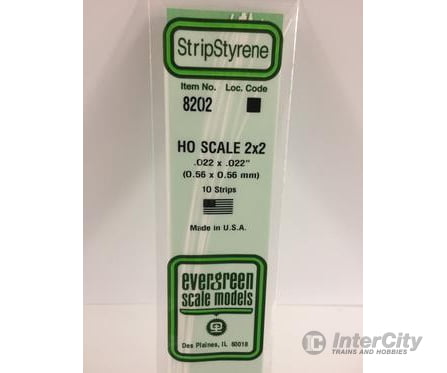 StripStyrene
Item No. Loc. Code
8202
HO SCALE 2x2
.022 x .022"
(0.56 x 0.56 mm)
10 Strips
Made in U.S.A.
evergreen
scale models
Des Plaines, IL 60018
InterCity
TRAINS AND HOBBIES